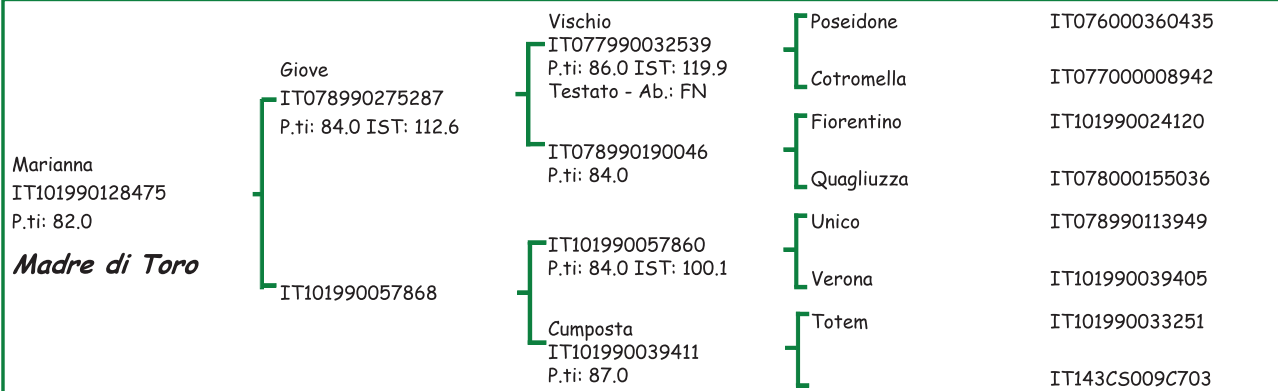 Marianna
IT101990128475
P.ti: 82.0
Madre di Toro
Giove
IT078990275287
P.ti: 84.0 IST: 112.6
IT101990057868
Vischio
IT077990032539
P.ti: 86.0 IST: 119.9
Testato - Ab.: FN
IT078990190046
P.ti: 84.0
IT101990057860
P.ti: 84.0 IST: 100.1
Cumposta
IT101990039411
P.ti: 87.0
Poseidone IT076000360435
Cotromella IT077000008942
Fiorentino IT101990024120
Quagliuzza IT078000155036
Unico IT078990113949
Verona IT101990039405
Totem IT101990033251
IT143CS009C703